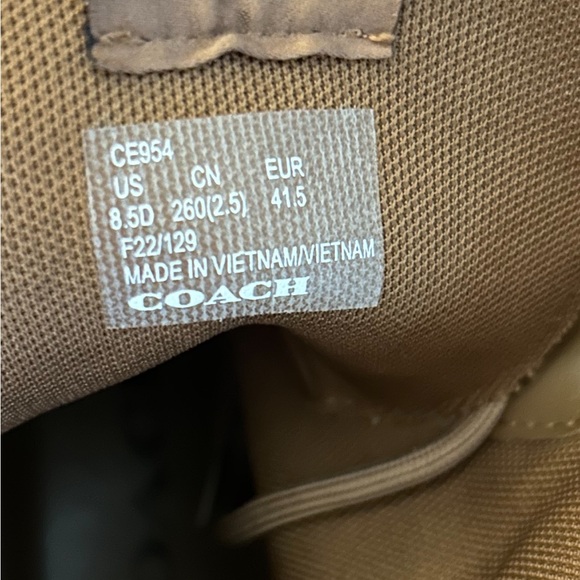 CE954
US CN EUR
8.5D 260(2.5) 41.5
F22/129
MADE IN VIETNAM/VIETNAM
COACH